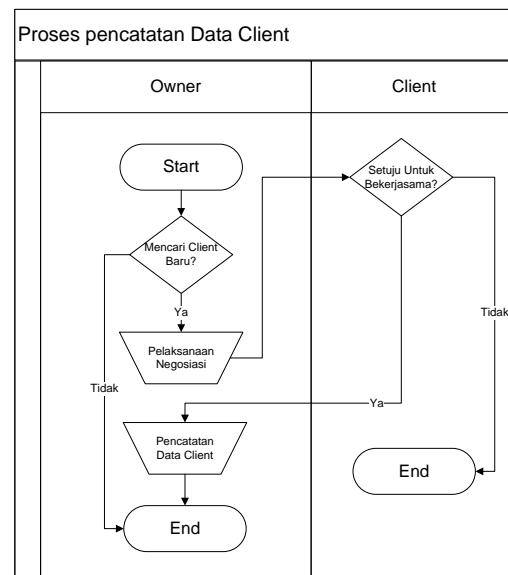 Proses pencatatan Data Client
Owner
Client
Start
Setuju Untuk
Bekerjasama?
Mencari Client
Baru?
Ya
Tidak
Pelaksanaan
Negosiasi
Tidak
Ya
Pencatatan
Data Client
End
End